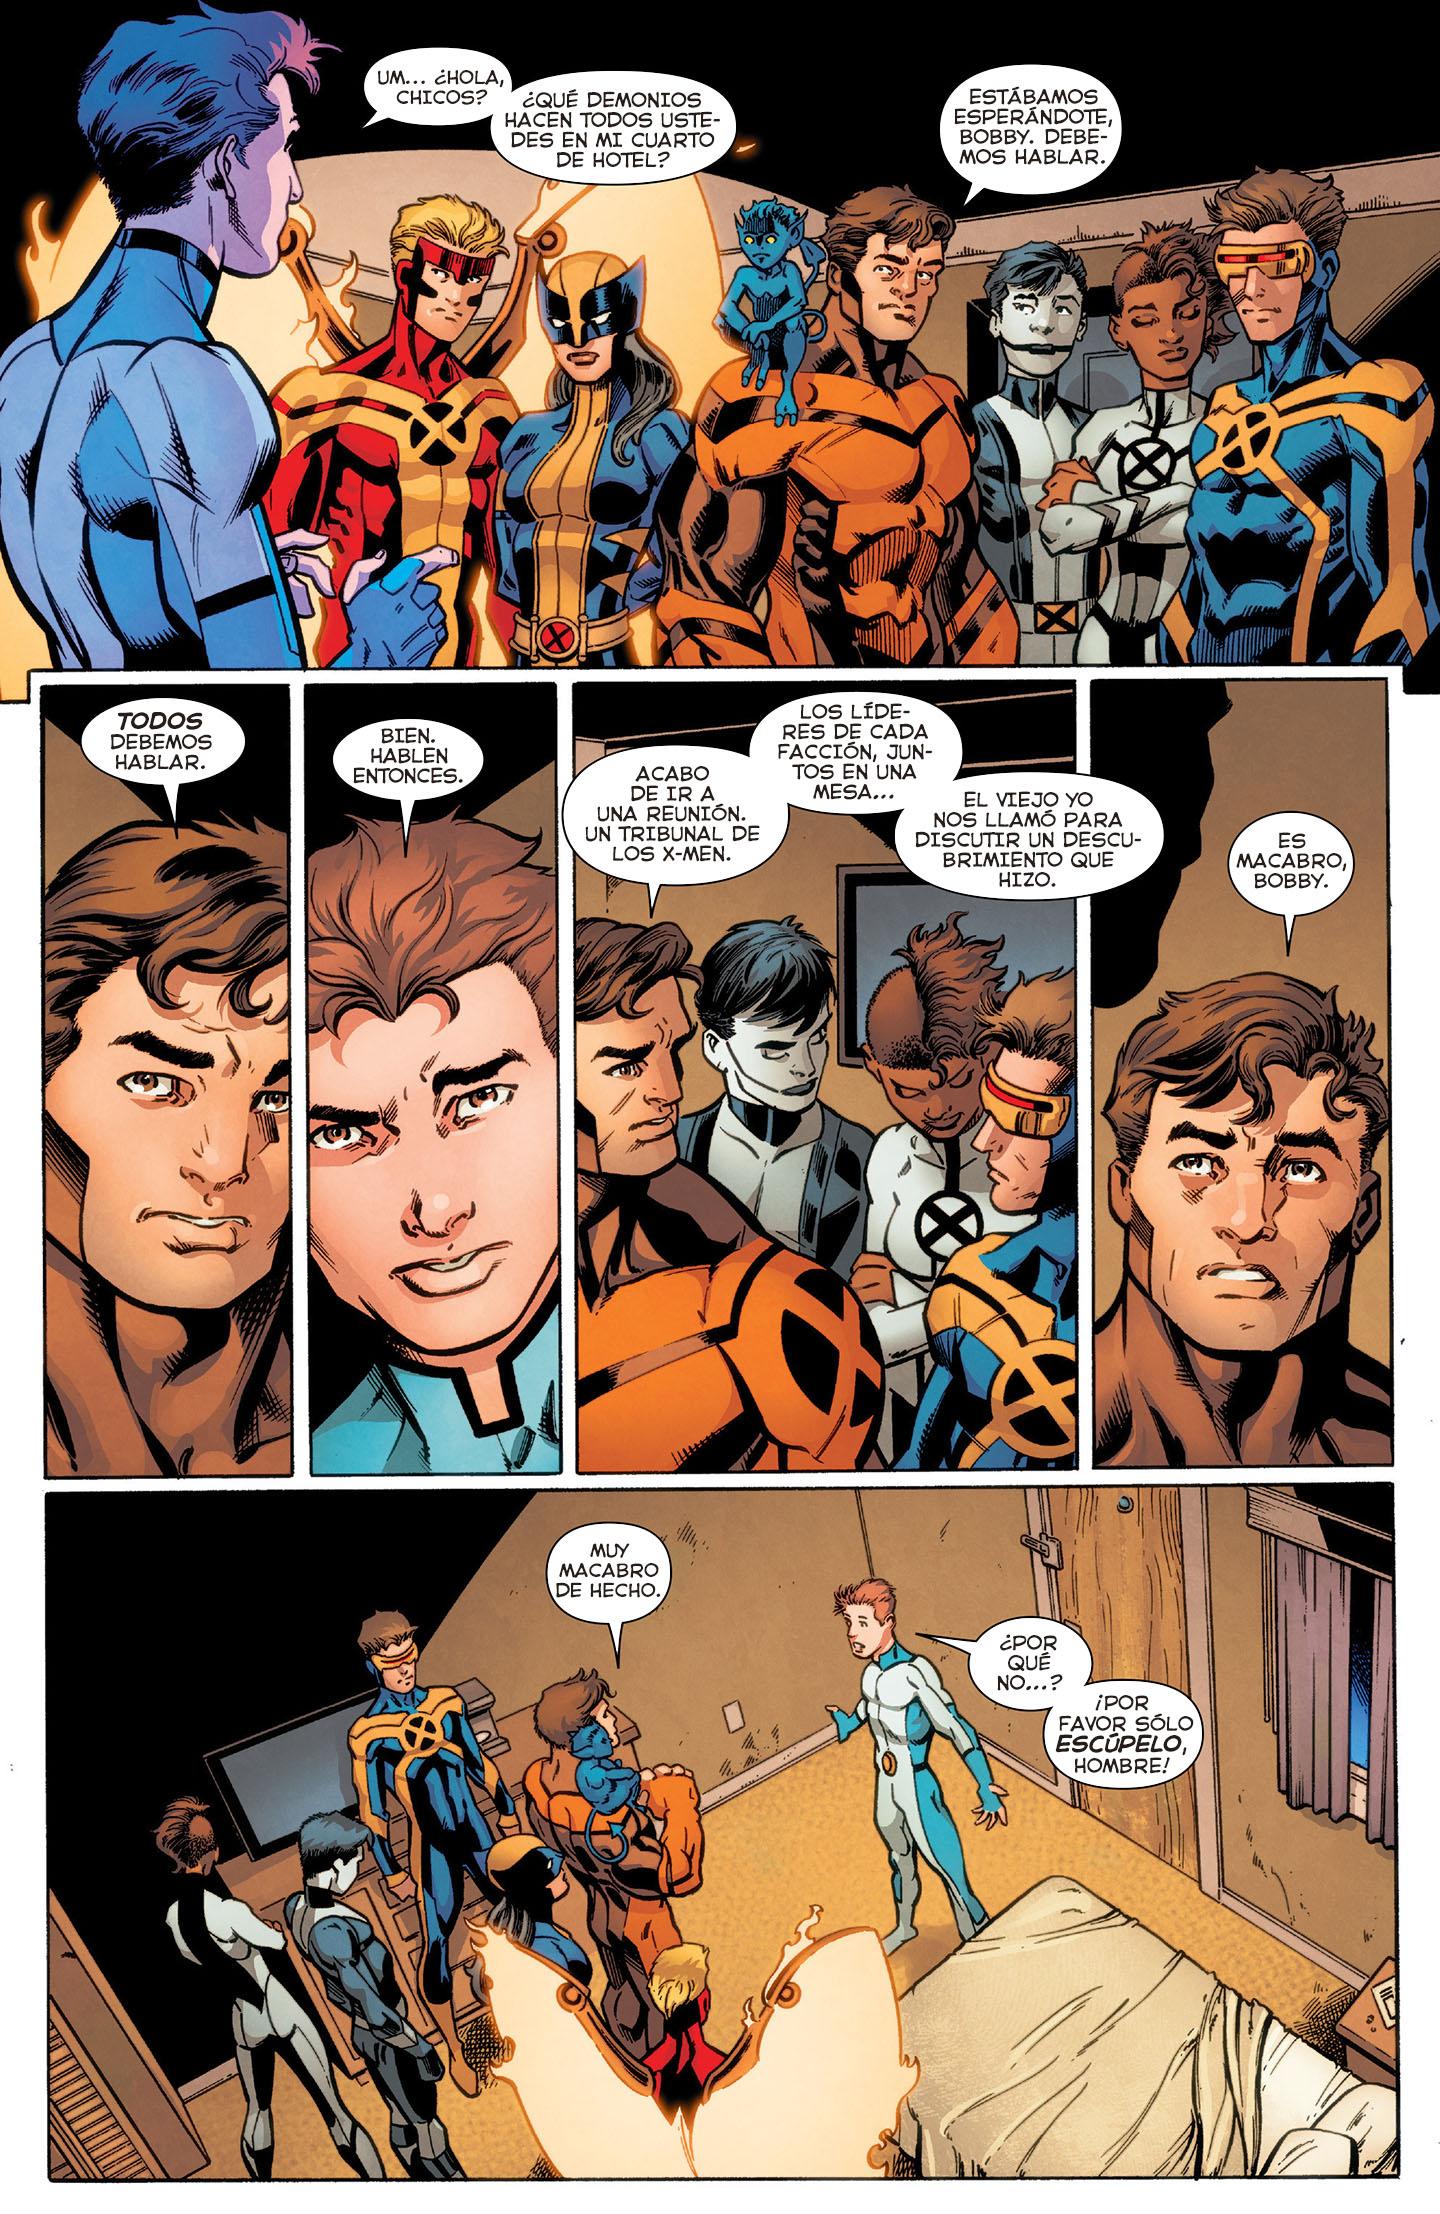 UM... ¿HOLA,
CHICOS?
¿QUÉ DEMONIOS
HACEN TODOS USTE-
DES EN MI CUARTO
DE HOTEL?
ESTÁBAMOS
ESPERÁNDOTE,
BOBBY. DEBE-
MOS HABLAR.
TODOS
DEBEMOS
HABLAR.
BIEN.
HABLEN
ENTONCES.
ACABO
DE IR A
UNA REUNIÓN.
UN TRIBUNAL DE
LOS X-MEN.
LOS LÍDE-
RES DE CADA
FACCIÓN, JUN-
TOS EN UNA
MESA...
EL VIEJO YO
NOS LLAMÓ PARA
DISCUTIR UN DESCU-
BRIMIENTO QUE
HIZO.
ES
MACABRO,
BOBBY.
MUY
MACABRO
DE HECHO.
¿POR
QUÉ
NO...?
¡POR
FAVOR SÓLO
ESCÚPELO,
HOMBRE!